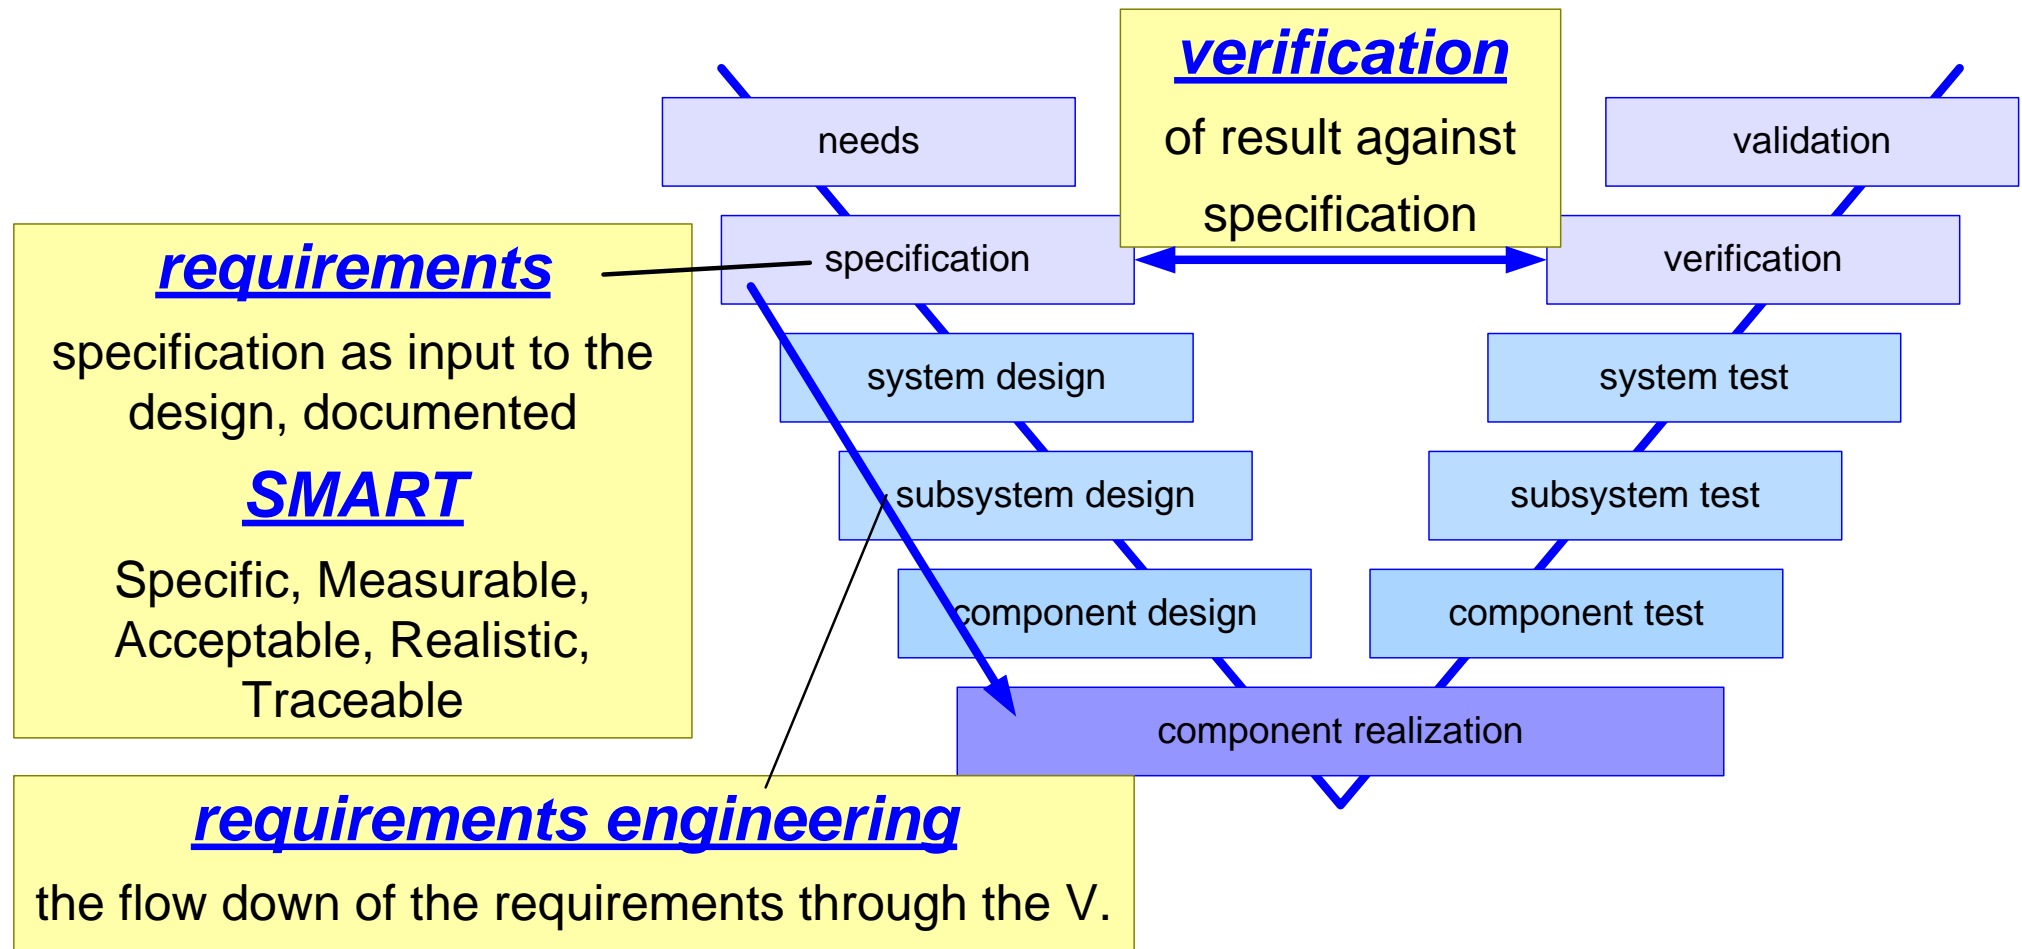 verification
of result against
specification
needs
validation
requirements
specification as input to the
design, documented
SMART
Specific, Measurable,
Acceptable, Realistic,
Traceable
specification
verification
system design
system test
subsystem design
subsystem test
component design
component test
component realization
requirements engineering
the flow down of the requirements through the V.